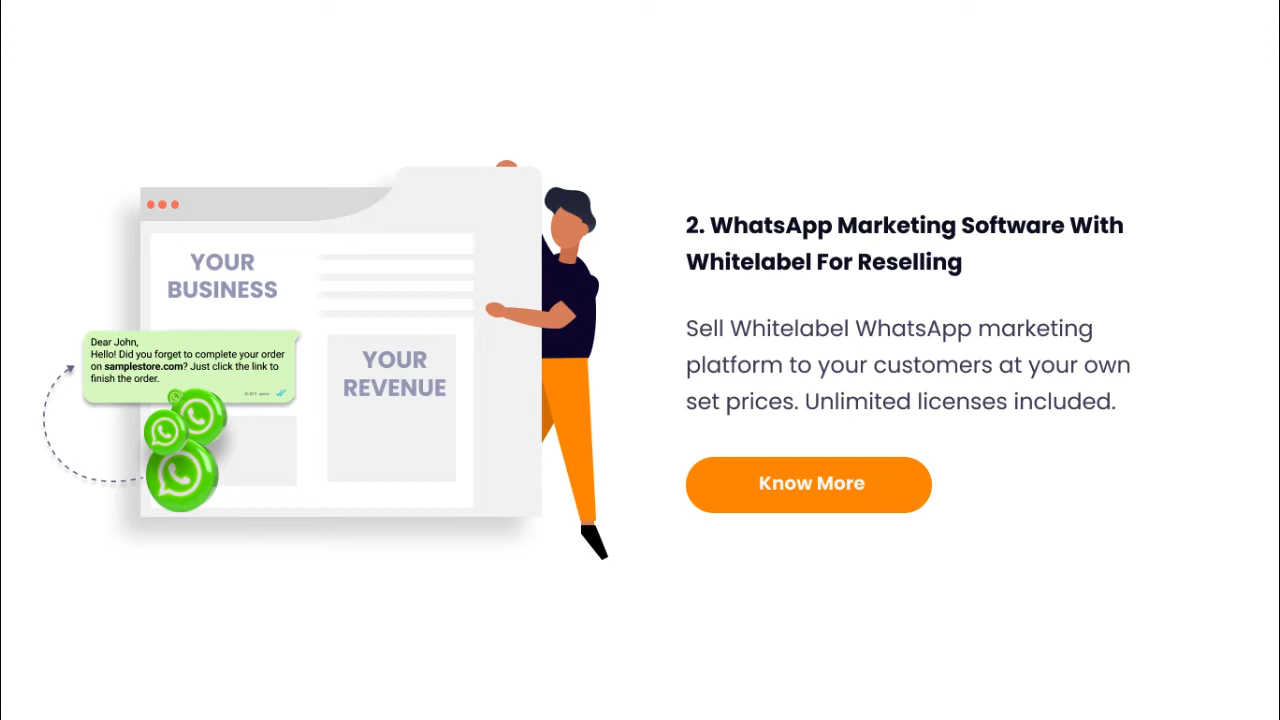 YOUR
BUSINESS
Dear John,
Hello! Did you forget to complete your order
on samplestore.com? Just click the link to
finish the order.
YOUR
REVENUE
2. WhatsApp Marketing Software With
Whitelabel For Reselling
Sell Whitelabel WhatsApp marketing
platform to your customers at your own
set prices. Unlimited licenses included.
Know More